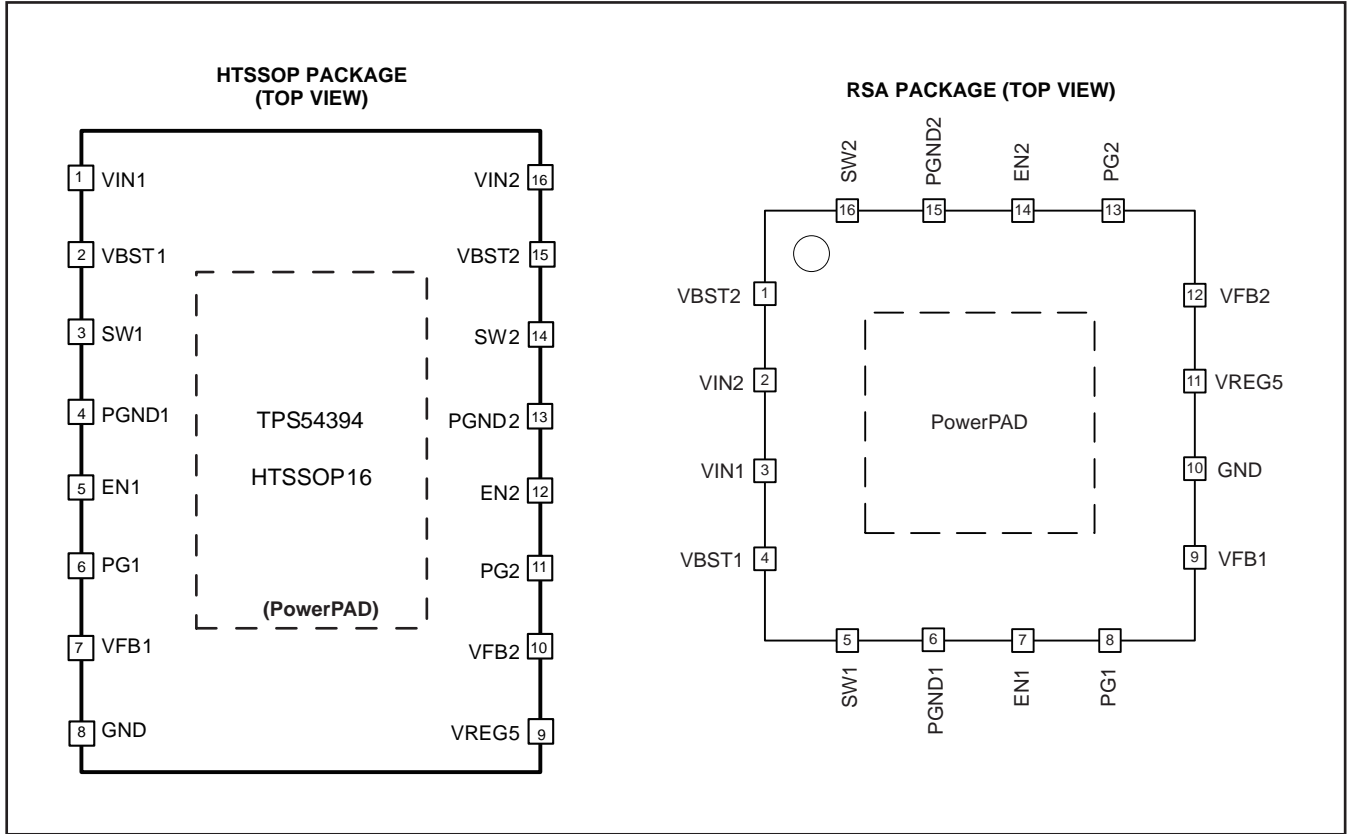 HTSSOP PACKAGE
(TOP VIEW)
1 VIN1
2 VBST1
3 SW1
4 PGND1
5 EN1
6 PG1
7 VFB1
8 GND
VIN2 16
VBST2 15
SW2 14
PGND2 13
EN2 12
PG2 11
VFB2 10
VREG5 9
TPS54394
HTSSOP16
(PowerPAD)
RSA PACKAGE (TOP VIEW)
SW2
PGND2
EN2
PG2
16
15
14
13
VBST2 1
VIN2 2
VIN1 3
VBST1 4
PowerPAD
12 VFB2
11 VREG5
10 GND
9 VFB1
5
6
7
8
SW1
PGND1
EN1
PG1